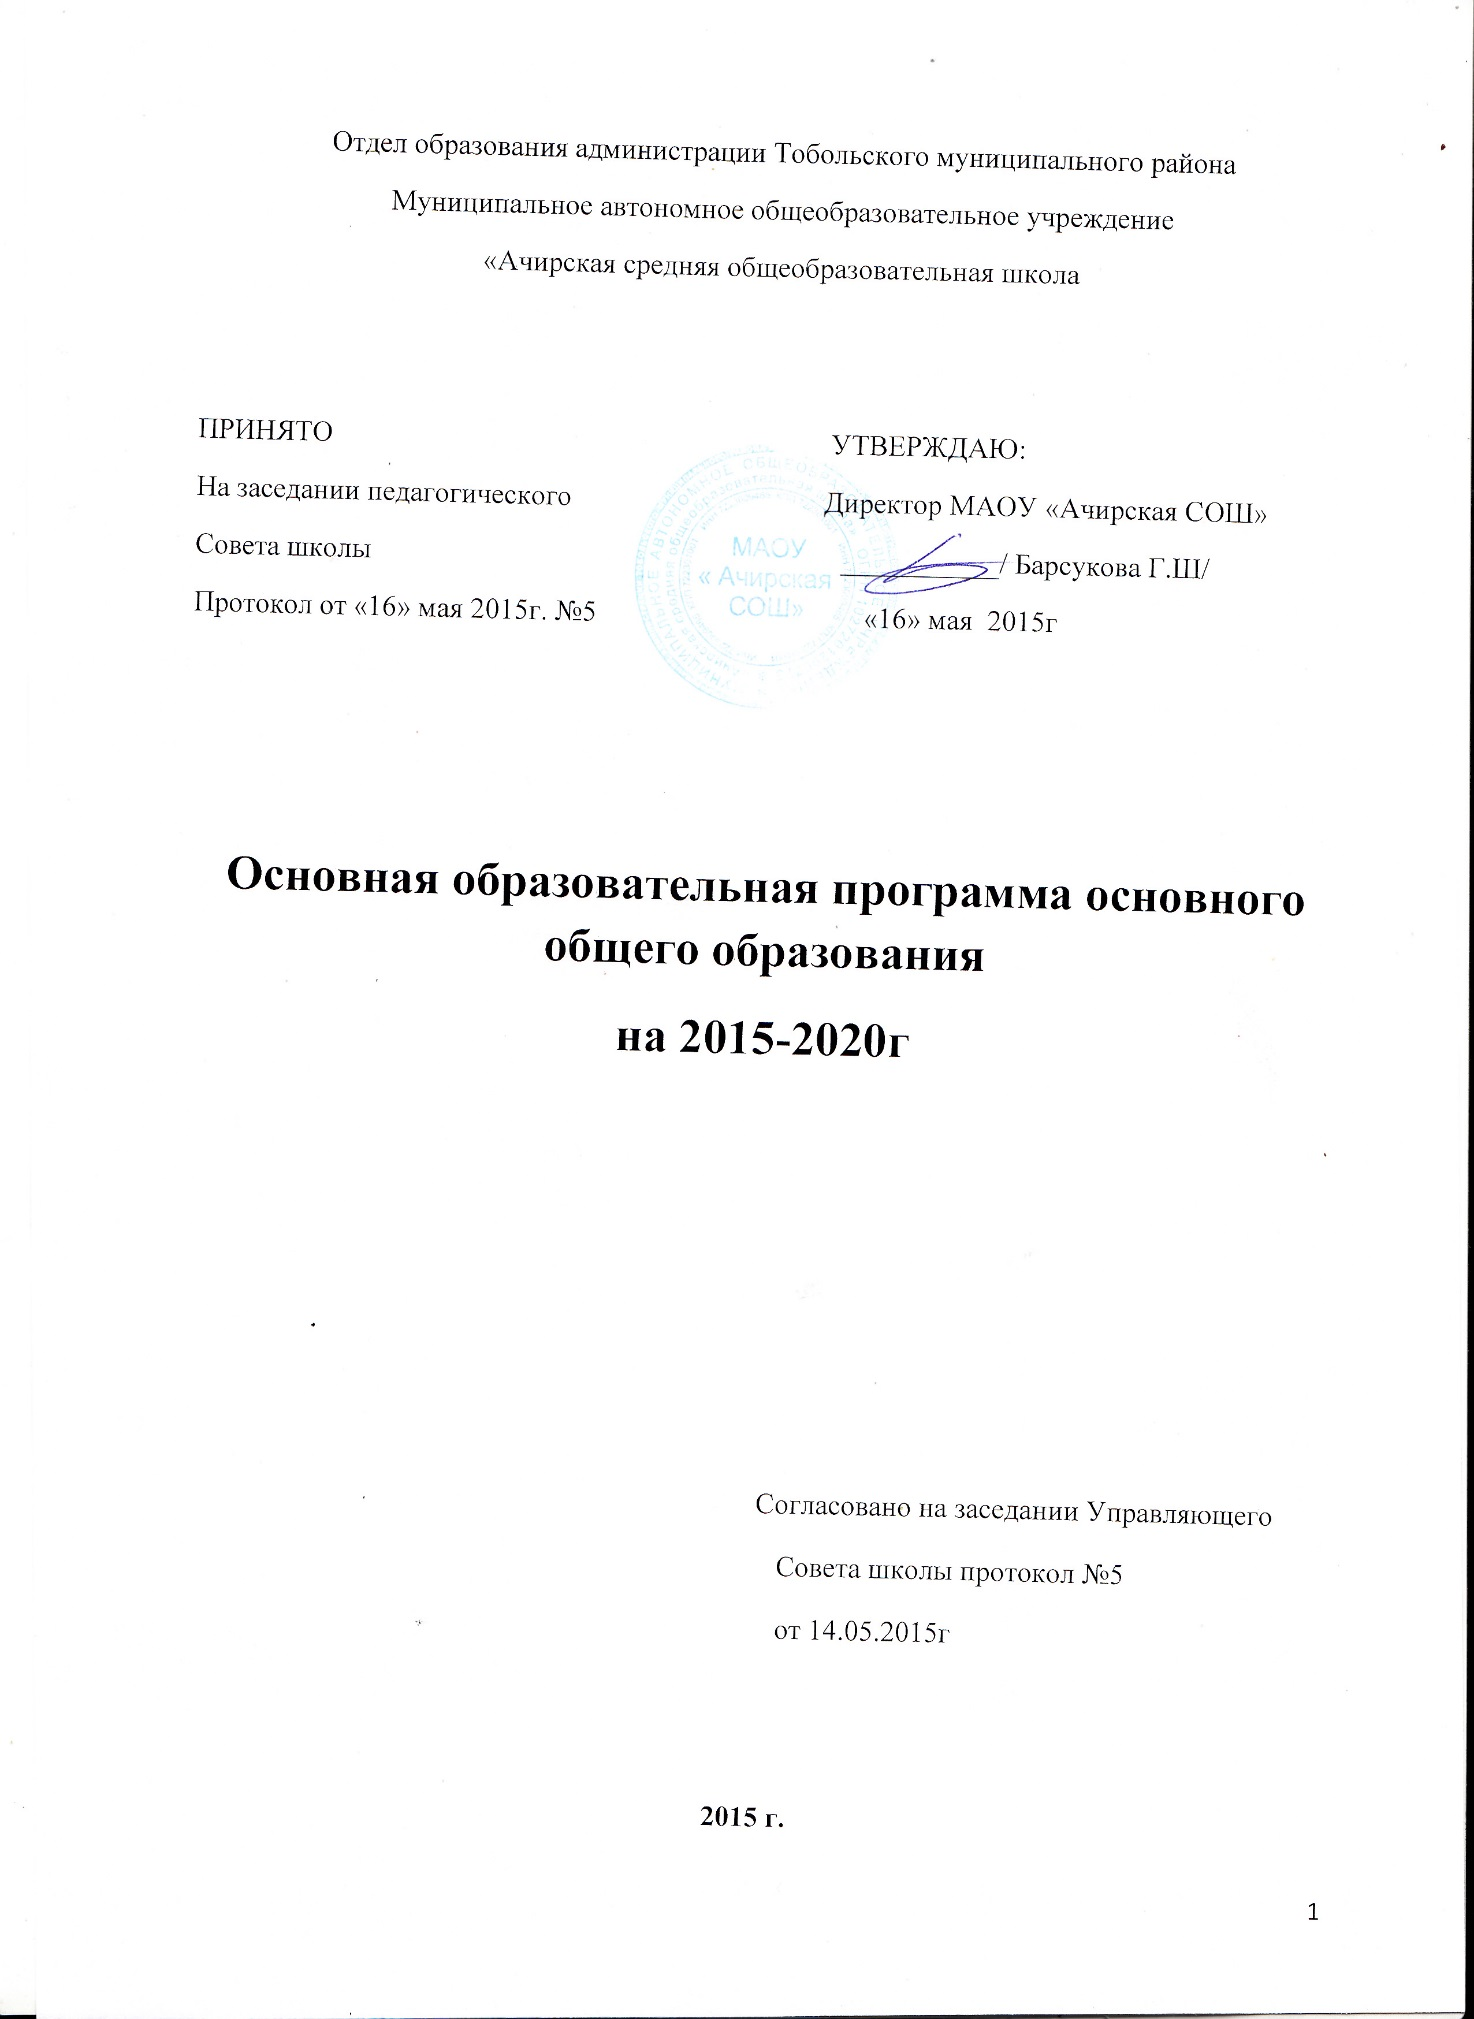 Отдел образования администрации Тобольского муниципального района
Муниципальное автономное общеобразовательное учреждение
«Ачирская средняя общеобразовательная школа
ПРИНЯТО
На заседании педагогического
Совета школы
Протокол от «16» мая 2015г. №5
МАОУ
« Ачирская
СОШ»
УТВЕРЖДАЮ:
Директор МАОУ «Ачирская СОШ»
___________/ Барсукова Г.Ш/
«16» мая 2015г
Основная образовательная программа основного
общего образования
на 2015-2020г
Согласовано на заседании Управляющего
Совета школы протокол №5
от 14.05.2015г
2015 г.
1